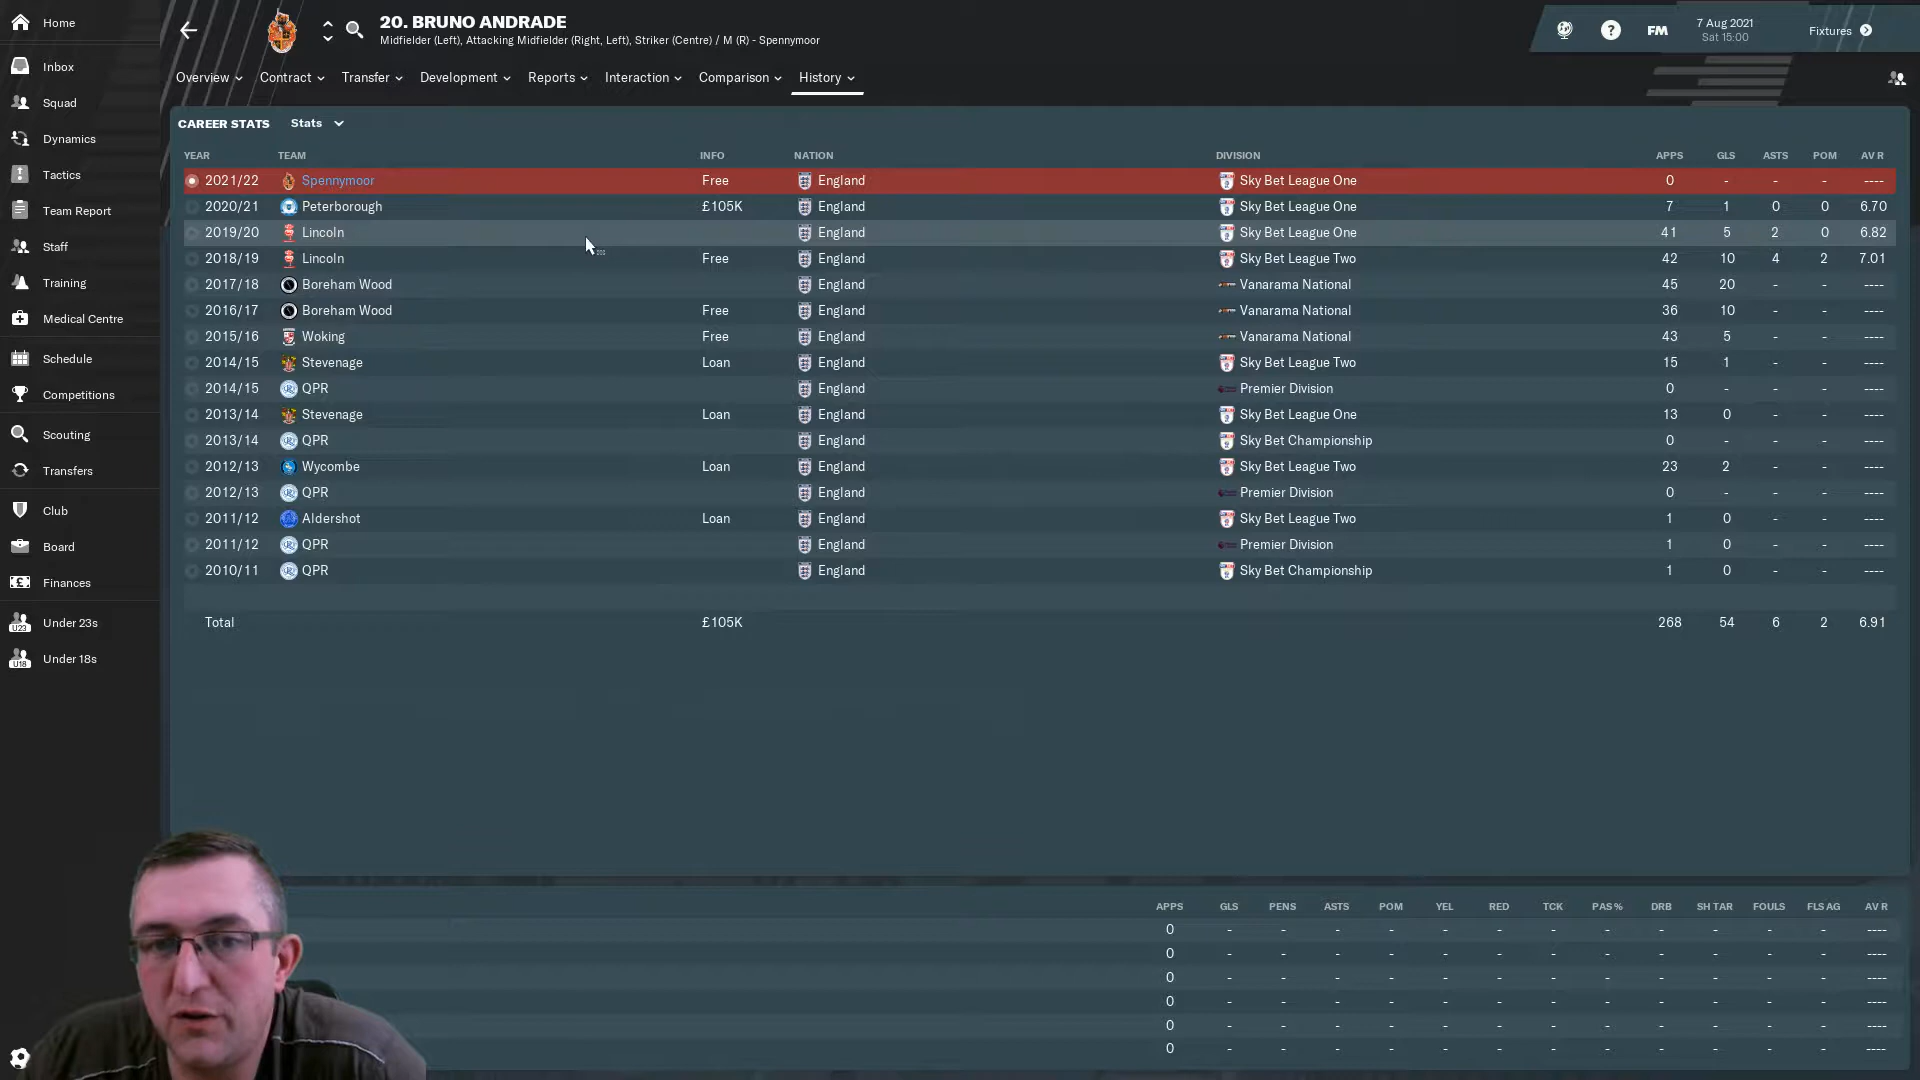 Home
Inbox
Squad
Dynamics
Tactics
Team Report
Staff
Training
Medical Centre
Schedule
Competitions
Scouting
Transfers
Club
Board
Finances
U23 Under 23s
U18 Under 18s
20. BRUNO ANDRADE
Midfielder (Left), Attacking Midfielder (Right, Left), Striker (Centre) / M (R) - Spennymoor
? FM 7 Aug 2021 Fixtures
Sat 15:00
Overview Contract Transfer Development Reports Interaction Comparison History
CAREER STATS Stats
YEAR TEAM INFO NATION DIVISION APPS GLS ASTS POM AV R
2021/22 Spennymoor Free England Sky Bet League One 0 - - - ----
2020/21 Peterborough £105K England Sky Bet League One 7 1 0 0 6.70
2019/20 Lincoln England Sky Bet League One 41 5 2 0 6.82
2018/19 Lincoln Free England Sky Bet League Two 42 10 4 2 7.01
2017/18 Boreham Wood England Vanarama National 45 20 - - ----
2016/17 Boreham Wood Free England Vanarama National 36 10 - - ----
2015/16 Woking Free England Vanarama National 43 5 - - ----
2014/15 Stevenage Loan England Sky Bet League Two 15 1 - - ----
2014/15 QPR England Premier Division 0 - - - ----
2013/14 Stevenage Loan England Sky Bet League One 13 0 - - ----
2013/14 QPR England Sky Bet Championship 0 - - - ----
2012/13 Wycombe Loan England Sky Bet League Two 23 2 - - ----
2012/13 QPR England Premier Division 0 - - - ----
2011/12 Aldershot Loan England Sky Bet League Two 1 0 - - ----
2011/12 QPR England Premier Division 1 0 - - ----
2010/11 QPR England Sky Bet Championship 1 0 - - ----
Total £105K 268 54 6 2 6.91
APPS GLS PENS ASTS POM YEL RED TCK PAS % DRB SH TAR FOULS FLS AG AV R
0 - - - - - - - - - - - - ----
0 - - - - - - - - - - - - ----
0 - - - - - - - - - - - - ----
0 - - - - - - - - - - - - ----
0 - - - - - - - - - - - - ----
0 - - - - - - - - - - - - ----